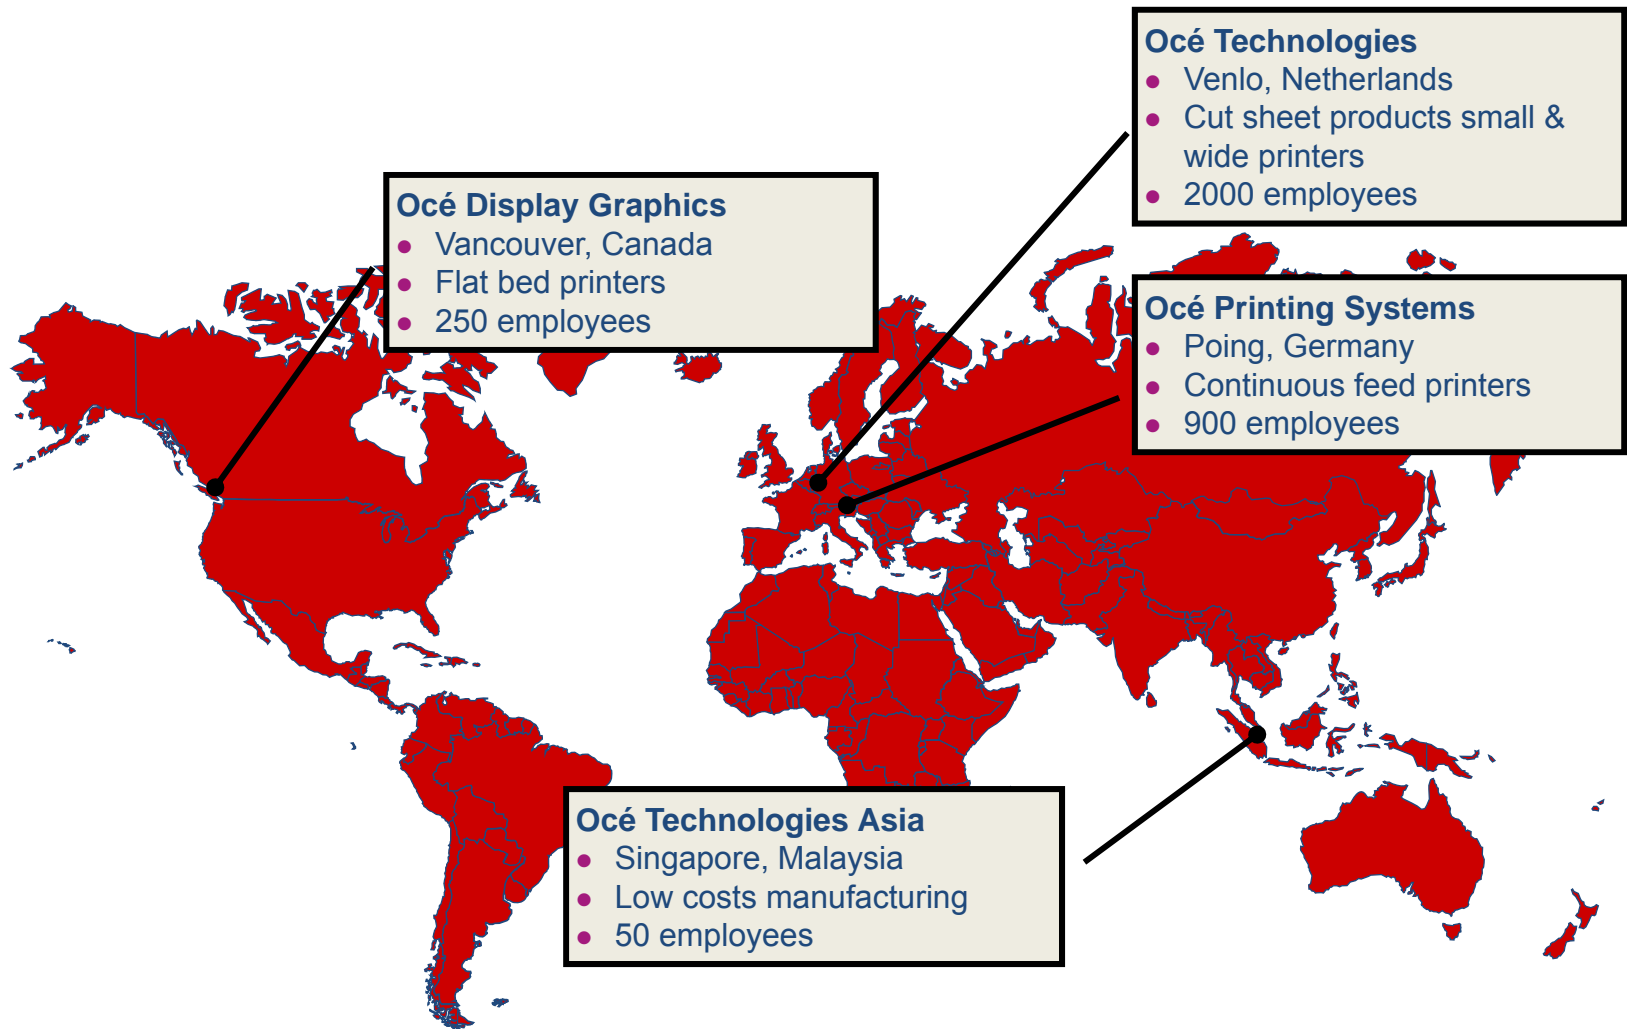 Océ Technologies
● Venlo, Netherlands
● Cut sheet products small &
wide printers
● 2000 employees
Océ Display Graphics
● Vancouver, Canada
● Flat bed printers
● 250 employees
Océ Printing Systems
● Poing, Germany
● Continuous feed printers
● 900 employees
Océ Technologies Asia
● Singapore, Malaysia
● Low costs manufacturing
● 50 employees